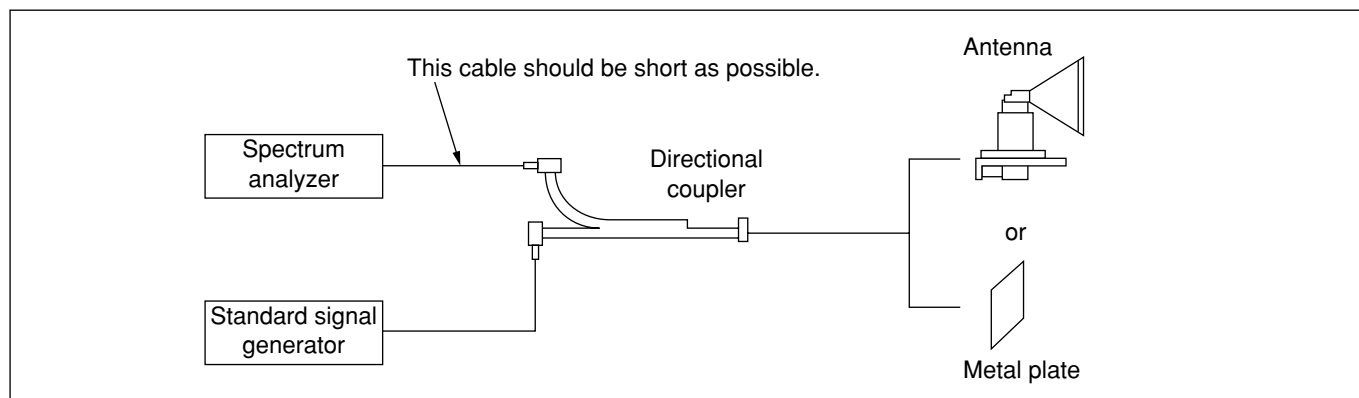 Antenna
This cable should be short as possible.
Spectrum
analyzer
Directional
coupler
or
Standard signal
generator
Metal plate